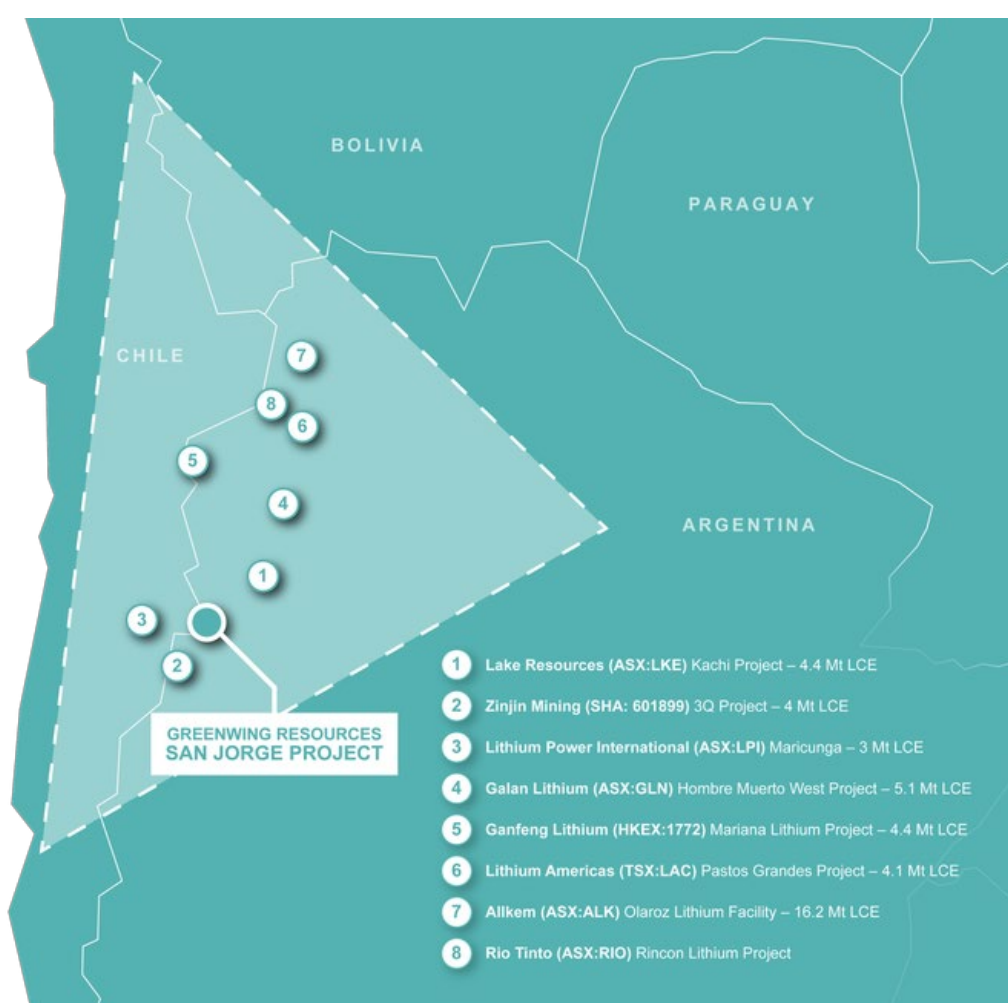 BOLIVIA
PARAGUAY
7
CHILE
8
6
5
4
ARGENTINA
1
3
2
GREENWING RESOURCES
SAN JORGE PROJECT
1 Lake Resources (ASX:LKE) Kachi Project – 4.4 Mt LCE
2 Zinjin Mining (SHA: 601899) 3Q Project – 4 Mt LCE
3 Lithium Power International (ASX:LPI) Maricunga – 3 Mt LCE
4 Galan Lithium (ASX:GLN) Hombre Muerto West Project – 5.1 Mt LCE
5 Ganfeng Lithium (HKEX:1772) Mariana Lithium Project – 4.4 Mt LCE
6 Lithium Americas (TSX:LAC) Pastos Grandes Project – 4.1 Mt LCE
7 Allkem (ASX:ALK) Olaroz Lithium Facility – 16.2 Mt LCE
8 Rio Tinto (ASX:RIO) Rincon Lithium Project